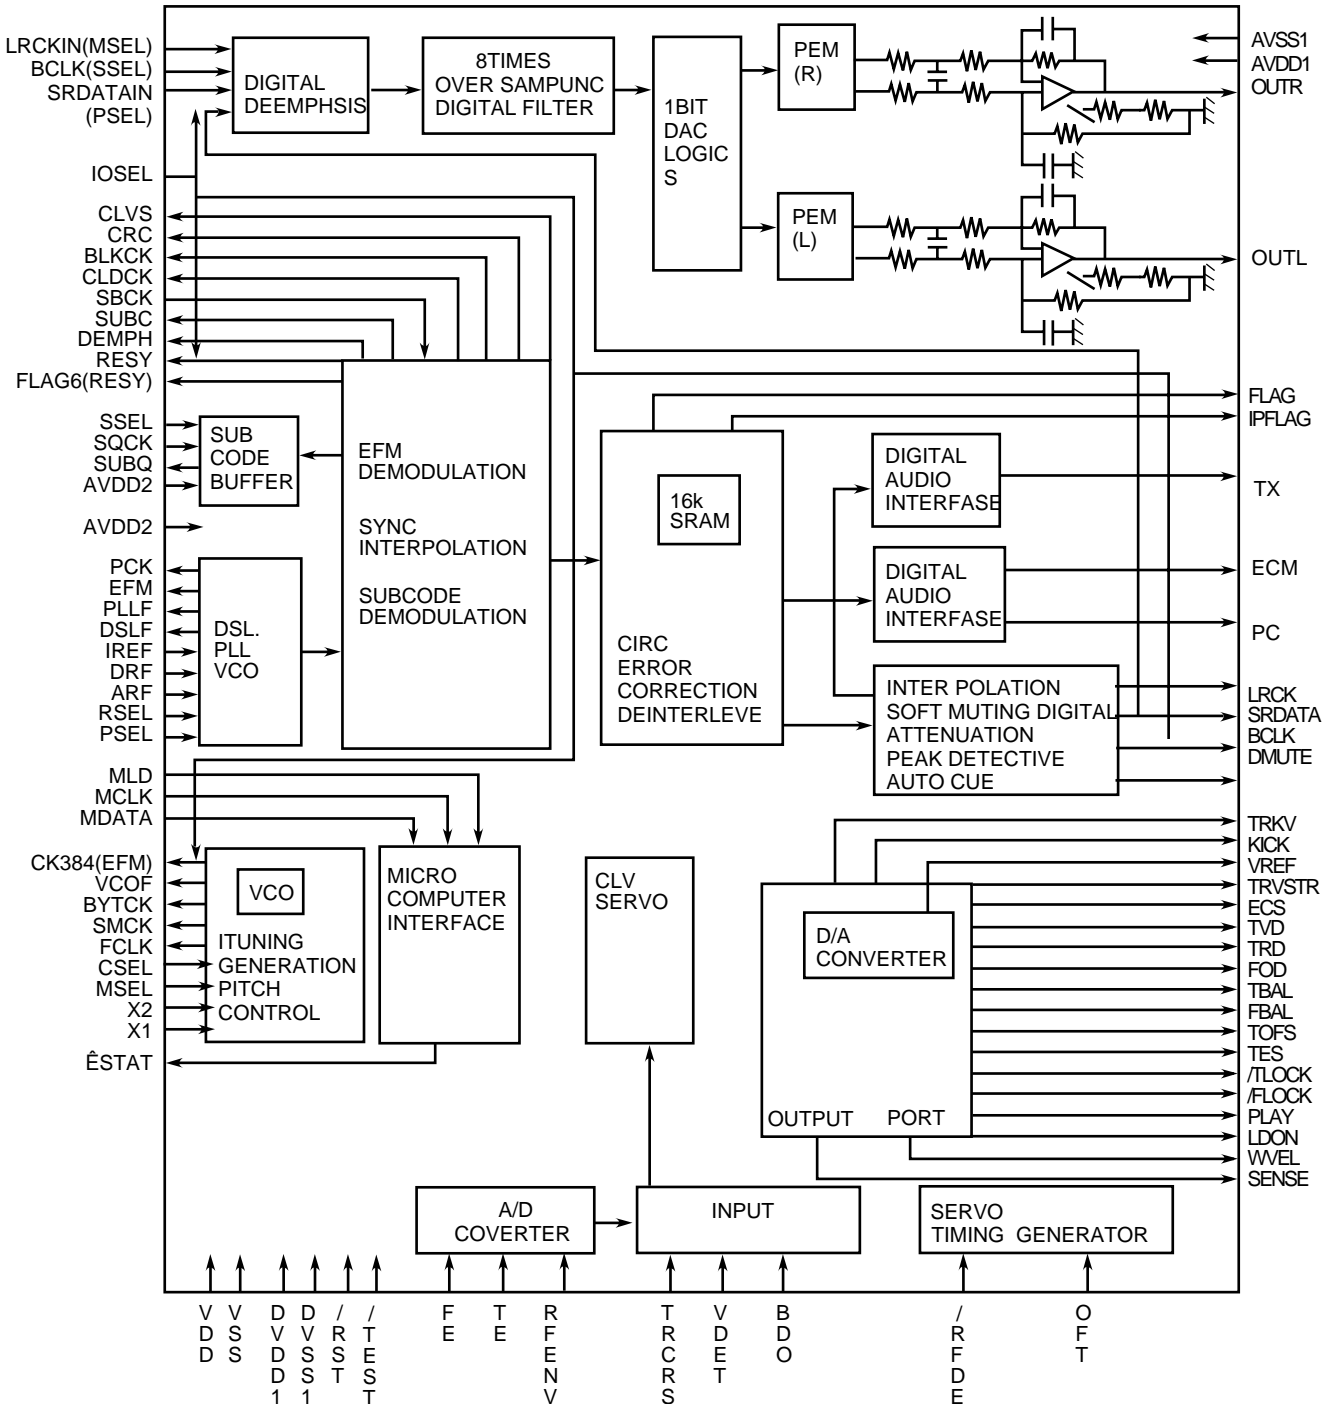 LRCKIN(MSEL)
BCLK(SSEL)
SRDATAIN
(PSEL)
IOSEL
CLVS
CRC
BLKCK
CLDCK
SBCK
SUBC
DEMPH
RESY
FLAG6(RESY)
SSEL
SQCK
SUBQ
AVDD2
AVDD2
PCK
EFM
PLLF
DSLF
IREF
DRF
ARF
RSEL
PSEL
MLD
MCLK
MDATA
CK384(EFM)
VCOF
BYTCK
SMCK
FCLK
CSEL
MSEL
X2
X1
ÊSTAT
DIGITAL
DEEMPHSIS
8TIMES
OVER SAMPUNC
DIGITAL FILTER
1BIT
DAC
LOGIC
S
PEM
(R)
PEM
(L)
SUB
CODE
BUFFER
EFM
DEMODULATION
SYNC
INTERPOLATION
SUBCODE
DEMODULATION
DSL.
PLL
VCO
16k
SRAM
CIRC
ERROR
CORRECTION
DEINTERLEVE
DIGITAL
AUDIO
INTERFASE
DIGITAL
AUDIO
INTERFASE
INTER POLATION
SOFT MUTING DIGITAL
ATTENUATION
PEAK DETECTIVE
AUTO CUE
VCO
ITUNING
GENERATION
PITCH
CONTROL
MICRO
COMPUTER
INTERFACE
CLV
SERVO
D/A
CONVERTER
OUTPUT PORT
A/D
COVERTER
INPUT
SERVO
TIMING GENERATOR
AVSS1
AVDD1
OUTR
OUTL
FLAG
IPFLAG
TX
ECM
PC
LRCK
SRDATA
BCLK
DMUTE
TRKV
KICK
VREF
TRVSTR
ECS
TVD
TRD
FOD
TBAL
FBAL
TOFS
TES
/TLOCK
/FLOCK
PLAY
LDON
WVEL
SENSE
VDD
VSS
DVDD1
DVSS1
/RST
/TEST
FE
TE
RFENV
TRCRS
VDET
BDO
/RFDE
OFT